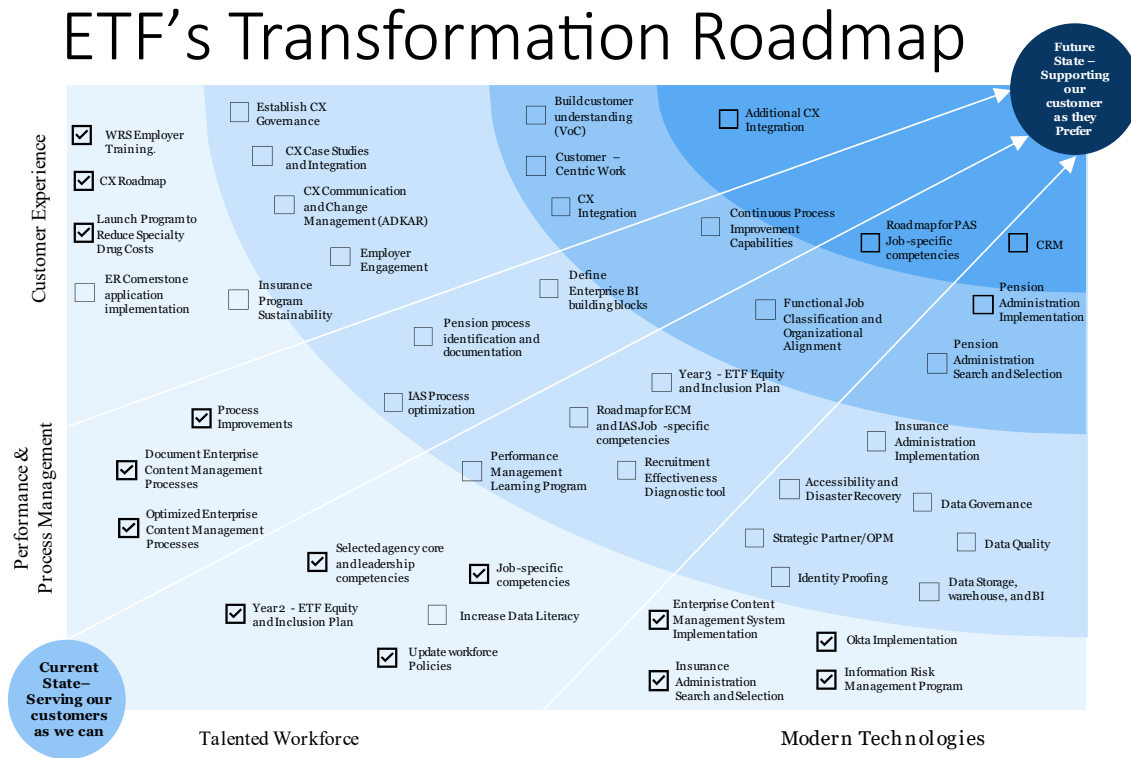 ETF's Transformation Roadmap
Future
State –
Supporting
our
customer
as they
Prefer
Customer Experience
Performance &
Process Management
WRS Employer
Training.
CX Roadmap
Launch Program to
Reduce Specialty
Drug Costs
ER Cornerstone
application
implementation
Establish CX
Governance
CX Case Studies
and Integration
CX Communication
and Change
Management (ADKAR)
Employer
Engagement
Insurance
Program
Sustainability
Build customer
understanding
(VoC)
Customer –
Centric Work
CX
Integration
Additional CX
Integration
Continuous Process
Improvement
Capabilities
Roadmap for PAS
Job-specific
competencies
CRM
Define
Enterprise BI
building blocks
Pension process
identification and
documentation
Functional Job
Classification and
Organizational
Alignment
Pension
Administration
Implementation
Pension
Administration
Search and Selection
IAS Process
optimization
Year 3 - ETF Equity
and Inclusion Plan
Roadmap for ECM
and IAS Job -specific
competencies
Performance
Management
Learning Program
Recruitment
Effectiveness
Diagnostic tool
Insurance
Administration
Implementation
Accessibility and
Disaster Recovery
Data Governance
Strategic Partner/OPM
Data Quality
Identity Proofing
Data Storage,
warehouse, and BI
Process
Improvements
Document Enterprise
Content Management
Processes
Optimized Enterprise
Content Management
Processes
Selected agency core
and leadership
competencies
Job-specific
competencies
Year 2 - ETF Equity
and Inclusion Plan
Increase Data Literacy
Update workforce
Policies
Enterprise Content
Management System
Implementation
Okta Implementation
Insurance
Administration
Search and Selection
Information Risk
Management Program
Current
State–
Serving our
customers
as we can
Talented Workforce
Modern Technologies